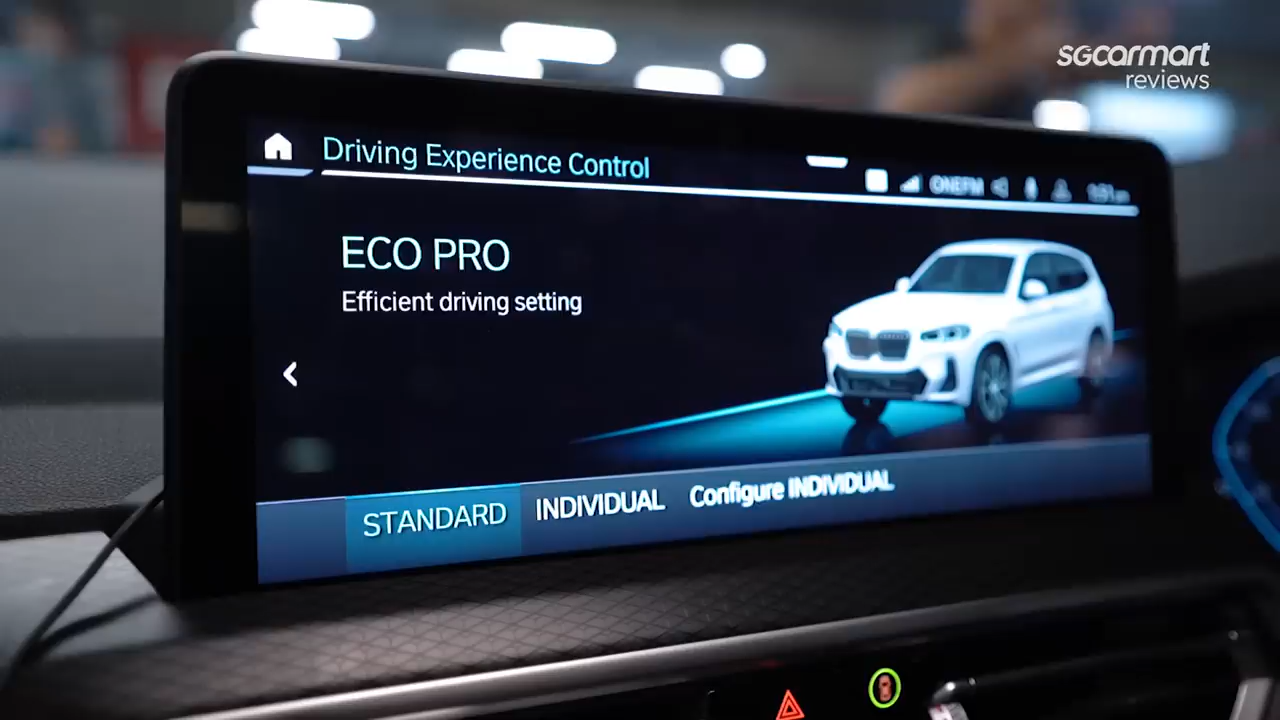 sgcarmart
reviews
Driving Experience Control
ONEFM
ECO PRO
Efficient driving setting
STANDARD INDIVIDUAL Configure INDIVIDUAL